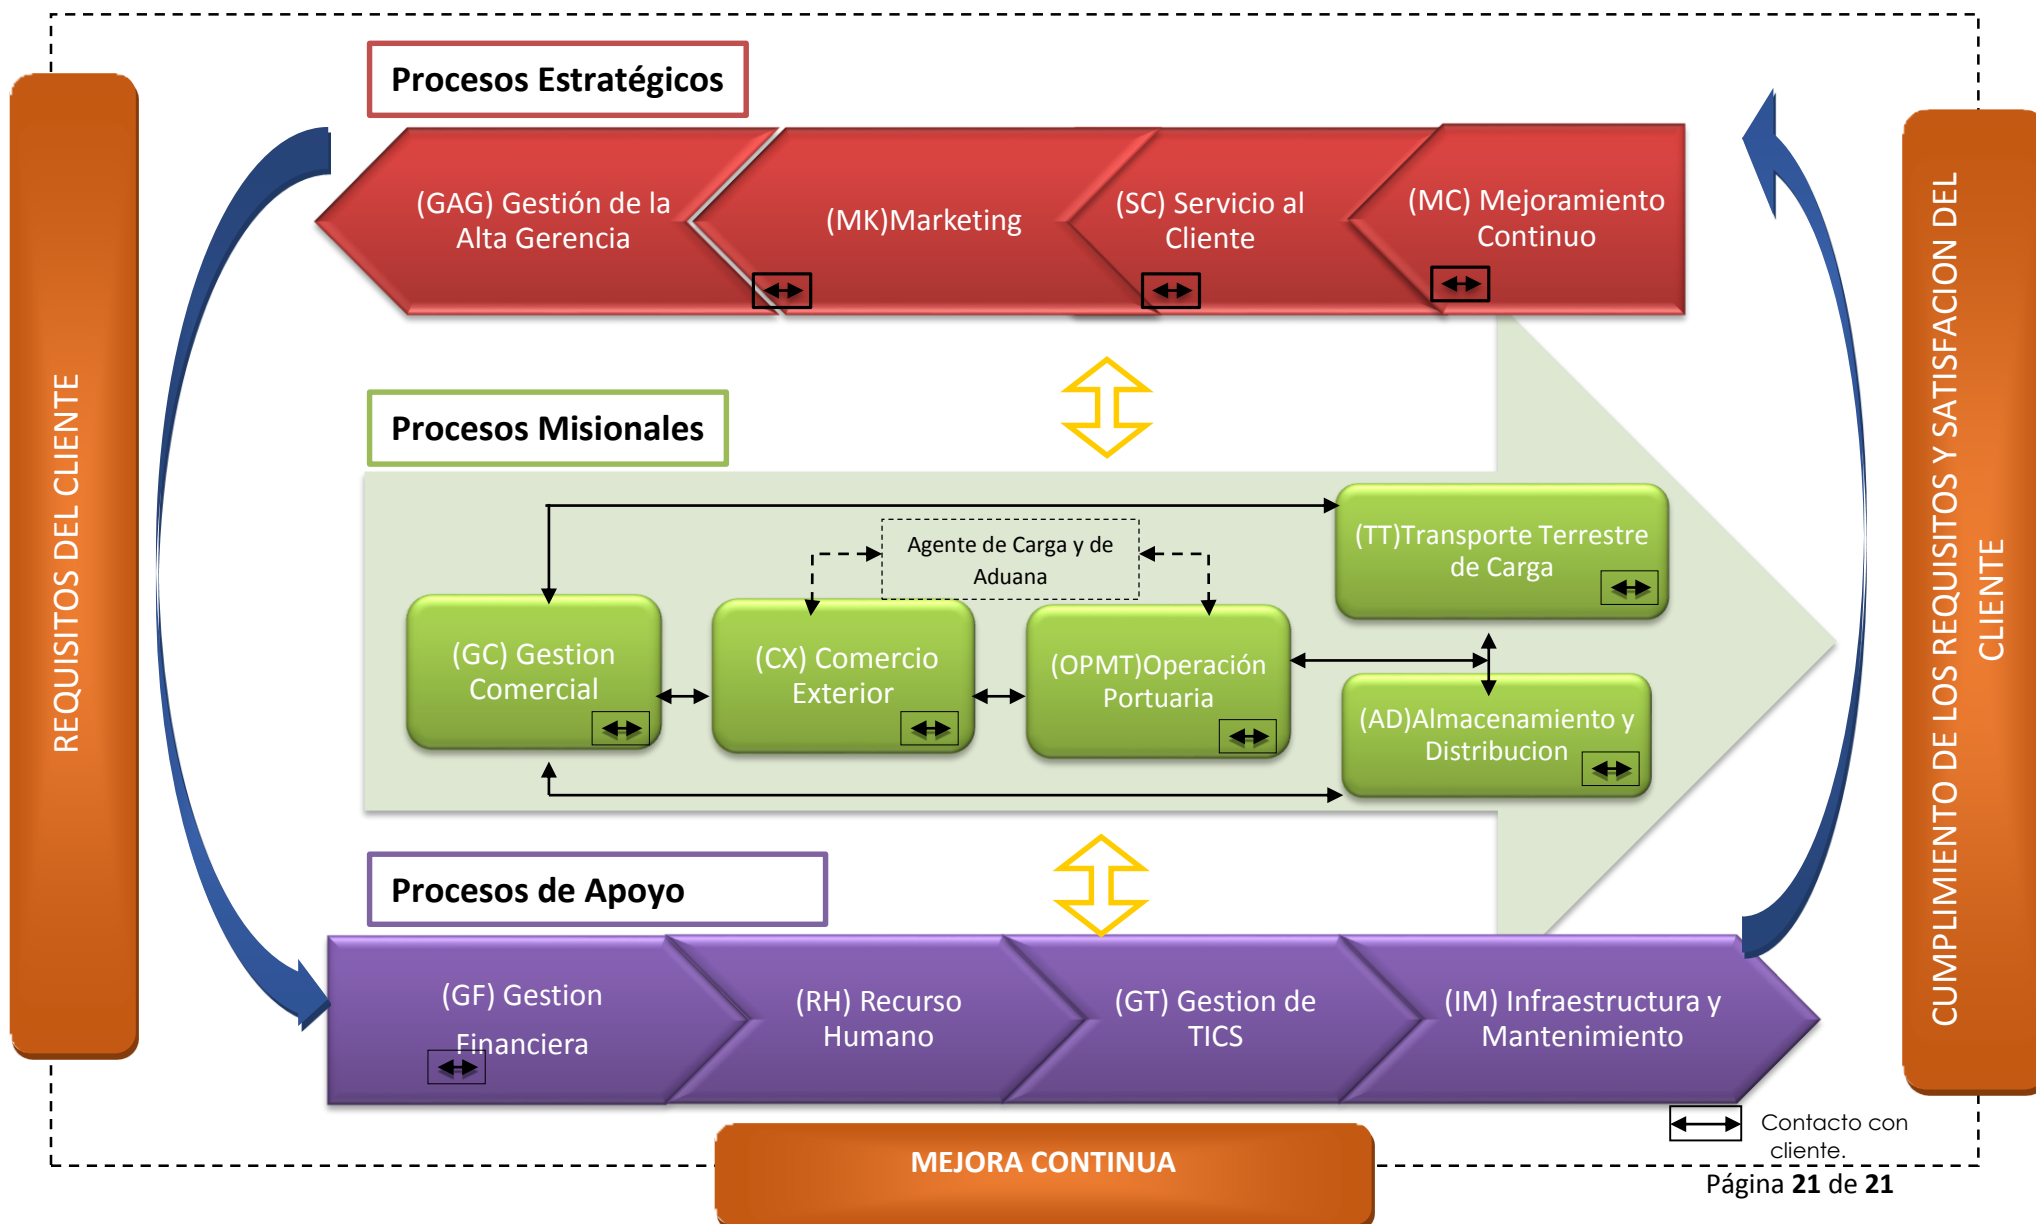 Procesos Estratégicos
(GAG) Gestión de la
Alta Gerencia
(MK)Marketing
(SC) Servicio al
Cliente
(MC) Mejoramiento
Continuo
REQUISITOS DEL CLIENTE
Procesos Misionales
Agente de Carga y de
Aduana
(TT)Transporte Terrestre
de Carga
(GC) Gestion
Comercial
(CX) Comercio
Exterior
(OPMT)Operación
Portuaria
(AD)Almacenamiento y
Distribucion
CUMPLIMIENTO DE LOS REQUISITOS Y SATISFACION DEL
CLIENTE
Procesos de Apoyo
(GF) Gestion
Financiera
(RH) Recurso
Humano
(GT) Gestion de
TICS
(IM) Infraestructura y
Mantenimiento
Contacto con
cliente.
MEJORA CONTINUA
Página 21 de 21